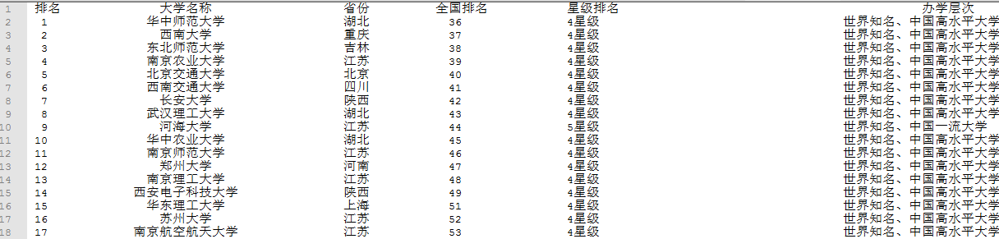 1 排名 大学名称 省份 全国排名 星级排名 办学层次
2 1 华中师范大学 湖北 36 4星级 世界知名、中国高水平大学
3 2 西南大学 重庆 37 4星级 世界知名、中国高水平大学
4 3 东北师范大学 吉林 38 4星级 世界知名、中国高水平大学
5 4 南京农业大学 江苏 39 4星级 世界知名、中国高水平大学
6 5 北京交通大学 北京 40 4星级 世界知名、中国高水平大学
7 6 西南交通大学 四川 41 4星级 世界知名、中国高水平大学
8 7 长安大学 陕西 42 4星级 世界知名、中国高水平大学
9 8 武汉理工大学 湖北 43 4星级 世界知名、中国高水平大学
10 9 河海大学 江苏 44 5星级 世界知名、中国一流大学
11 10 华中农业大学 湖北 45 4星级 世界知名、中国高水平大学
12 11 南京师范大学 江苏 46 4星级 世界知名、中国高水平大学
13 12 郑州大学 河南 47 4星级 世界知名、中国高水平大学
14 13 南京理工大学 江苏 48 4星级 世界知名、中国高水平大学
15 14 西安电子科技大学 陕西 49 4星级 世界知名、中国高水平大学
16 15 华东理工大学 上海 51 4星级 世界知名、中国高水平大学
17 16 苏州大学 江苏 52 4星级 世界知名、中国高水平大学
18 17 南京航空航天大学 江苏 53 4星级 世界知名、中国高水平大学